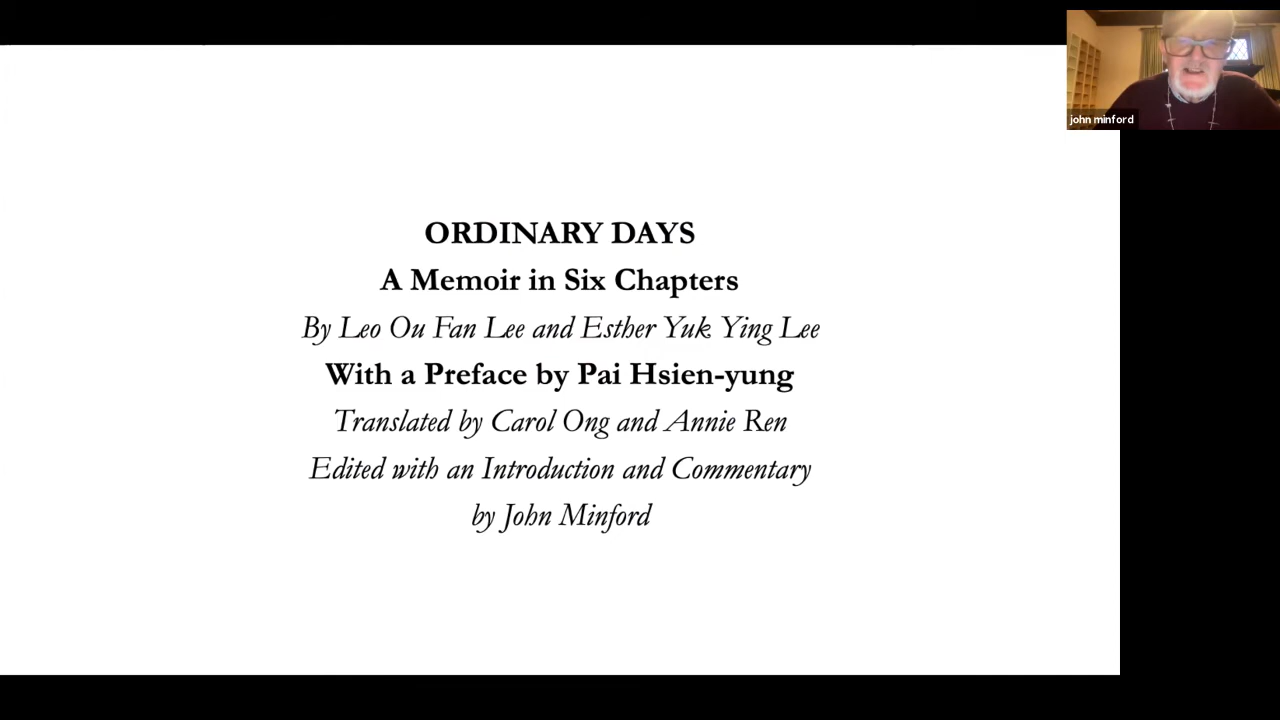 ORDINARY DAYS
A Memoir in Six Chapters
By Leo Ou Fan Lee and Esther Yuk Ying Lee
With a Preface by Pai Hsien-yung
Translated by Carol Ong and Annie Ren
Edited with an Introduction and Commentary
by John Minford
john minford